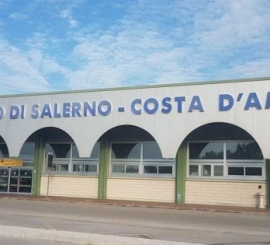 O DI SALERNO - COSTA D'AM